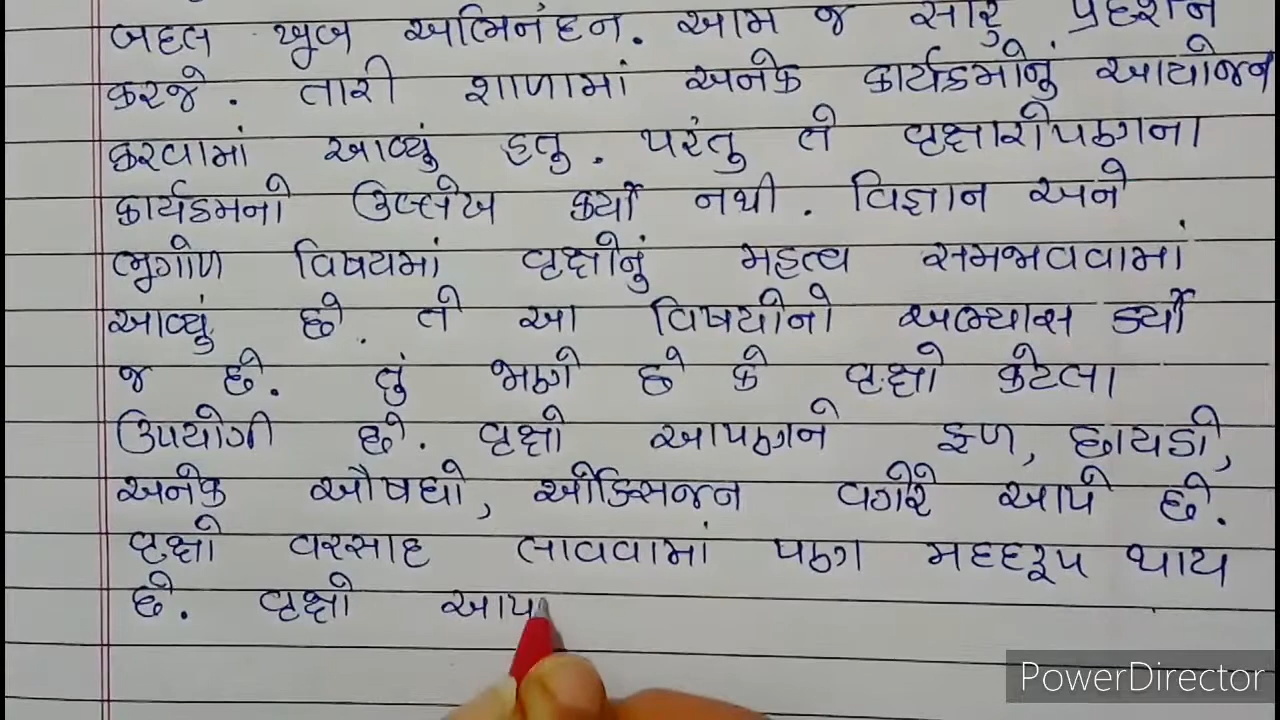 બદલ ખૂબ અભિનંદન. આમ જ સારું પ્રદર્શન
કરજે. તારી શાળામાં અનેક કાર્યક્રમોનું આયોજન
કરવામાં આવ્યું હતુ. પરંતુ તે વૃક્ષારોપણના
કાર્યક્રમનો ઉલ્લેખ કર્યો નથી. વિજ્ઞાન અને
ભૂગોળ વિષયમાં વૃક્ષોનું મહત્વ સમજાવવામાં
આવ્યું છે. તે આ વિષયોનો અભ્યાસ કર્યો
જ છે. તું જાણે છે કે વૃક્ષો કેટલા
ઉપયોગી છે. વૃક્ષો આપણને ફળ, છાયડો,
અનેક ઔષધો, ઓક્સિજન વગેરે આપે છે.
વૃક્ષો વરસાદ લાવવામાં પણ મદદરૂપ થાય
છે. વૃક્ષો આપ
PowerDirector